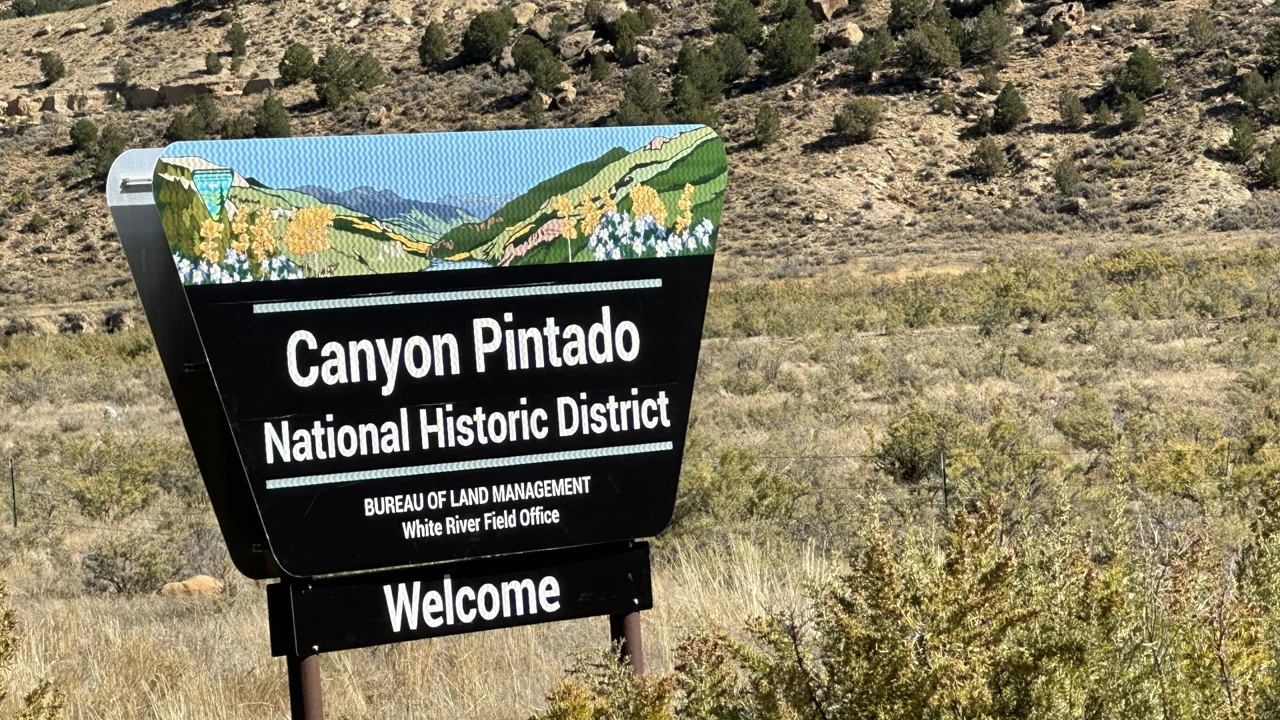 Canyon Pintado
National Historic District
BUREAU OF LAND MANAGEMENT
White River Field Office
Welcome